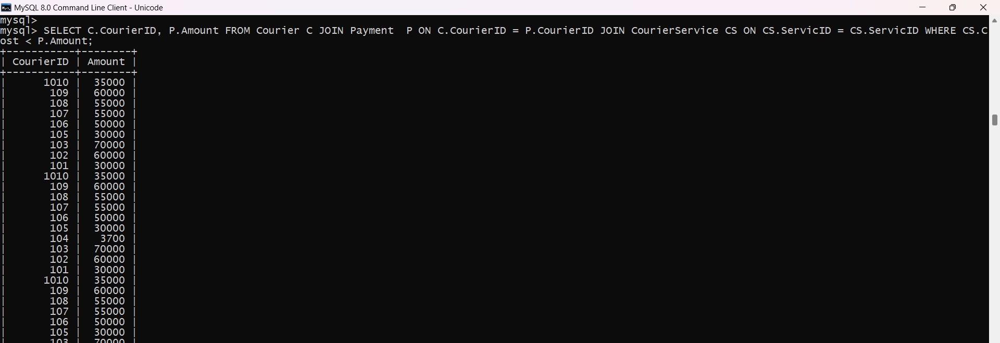 MySQL 8.0 Command Line Client - Unicode
mysql>
mysql> SELECT C.CourierID, P.Amount FROM Courier C JOIN Payment  P ON C.CourierID = P.CourierID JOIN CourierService CS ON CS.ServicID = CS.ServicID WHERE CS.C
ost < P.Amount;
+-----------+--------+
| CourierID | Amount |
+-----------+--------+
|      1010 |  35000 |
|       109 |  60000 |
|       108 |  55000 |
|       107 |  55000 |
|       106 |  50000 |
|       105 |  30000 |
|       103 |  70000 |
|       102 |  60000 |
|       101 |  30000 |
|      1010 |  35000 |
|       109 |  60000 |
|       108 |  55000 |
|       107 |  55000 |
|       106 |  50000 |
|       105 |  30000 |
|       104 |   3700 |
|       103 |  70000 |
|       102 |  60000 |
|       101 |  30000 |
|      1010 |  35000 |
|       109 |  60000 |
|       108 |  55000 |
|       107 |  55000 |
|       106 |  50000 |
|       105 |  30000 |
|       103 |  70000 |